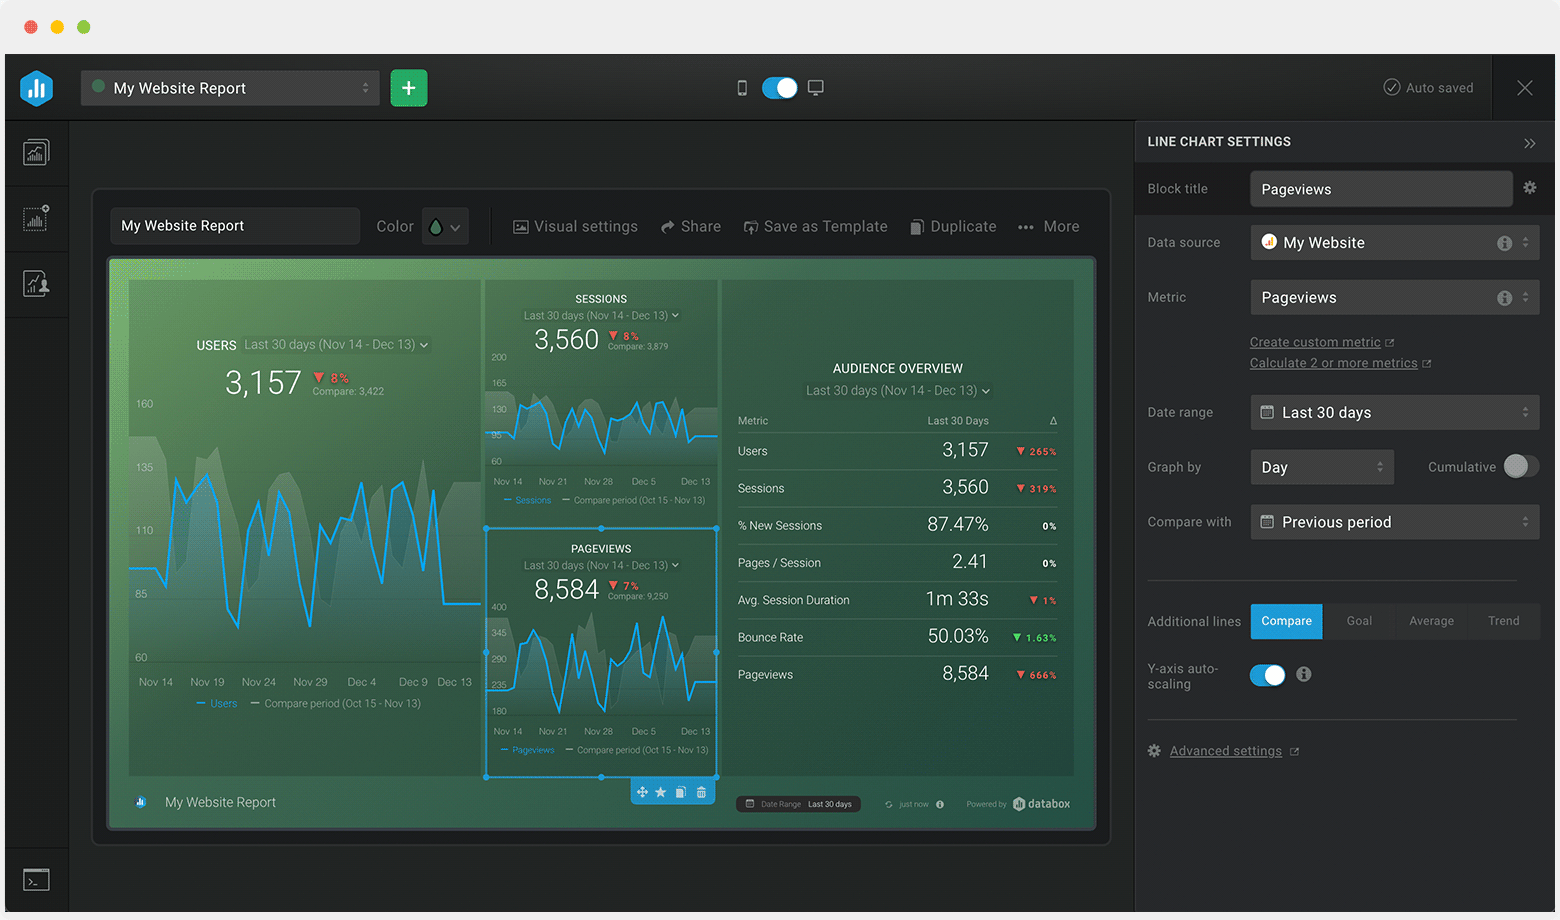 My Website Report
+
Auto saved
My Website Report
Color
Visual settings
Share
Save as Template
Duplicate
More
USERS Last 30 days (Nov 14 - Dec 13)
3,157 ▼ 8%
Compare: 3,422
160
135
110
85
60
Nov 14 Nov 19 Nov 24 Nov 29 Dec 4 Dec 9 Dec 13
Users Compare period (Oct 15 - Nov 13)
SESSIONS
Last 30 days (Nov 14 - Dec 13)
3,560 ▼ 8%
Compare: 3,879
200
165
130
95
60
Nov 14 Nov 21 Nov 28 Dec 5 Dec 13
Sessions Compare period (Oct 15 - Nov 13)
PAGEVIEWS
Last 30 days (Nov 14 - Dec 13)
8,584 ▼ 7%
Compare: 9,250
400
345
290
235
180
Nov 14 Nov 21 Nov 28 Dec 5 Dec 13
Pageviews Compare period (Oct 15 - Nov 13)
AUDIENCE OVERVIEW
Last 30 days (Nov 14 - Dec 13)
Metric Last 30 Days Δ
Users 3,157 ▼ 265%
Sessions 3,560 ▼ 319%
% New Sessions 87.47% 0%
Pages / Session 2.41 0%
Avg. Session Duration 1m 33s ▼ 1%
Bounce Rate 50.03% ▼ 1.63%
Pageviews 8,584 ▼ 666%
My Website Report
Date Range Last 30 days
just now
Powered by databox
LINE CHART SETTINGS
Block title Pageviews
Data source My Website
Metric Pageviews
Create custom metric
Calculate 2 or more metrics
Date range Last 30 days
Graph by Day Cumulative
Compare with Previous period
Additional lines Compare Goal Average Trend
Y-axis auto-
scaling
Advanced settings